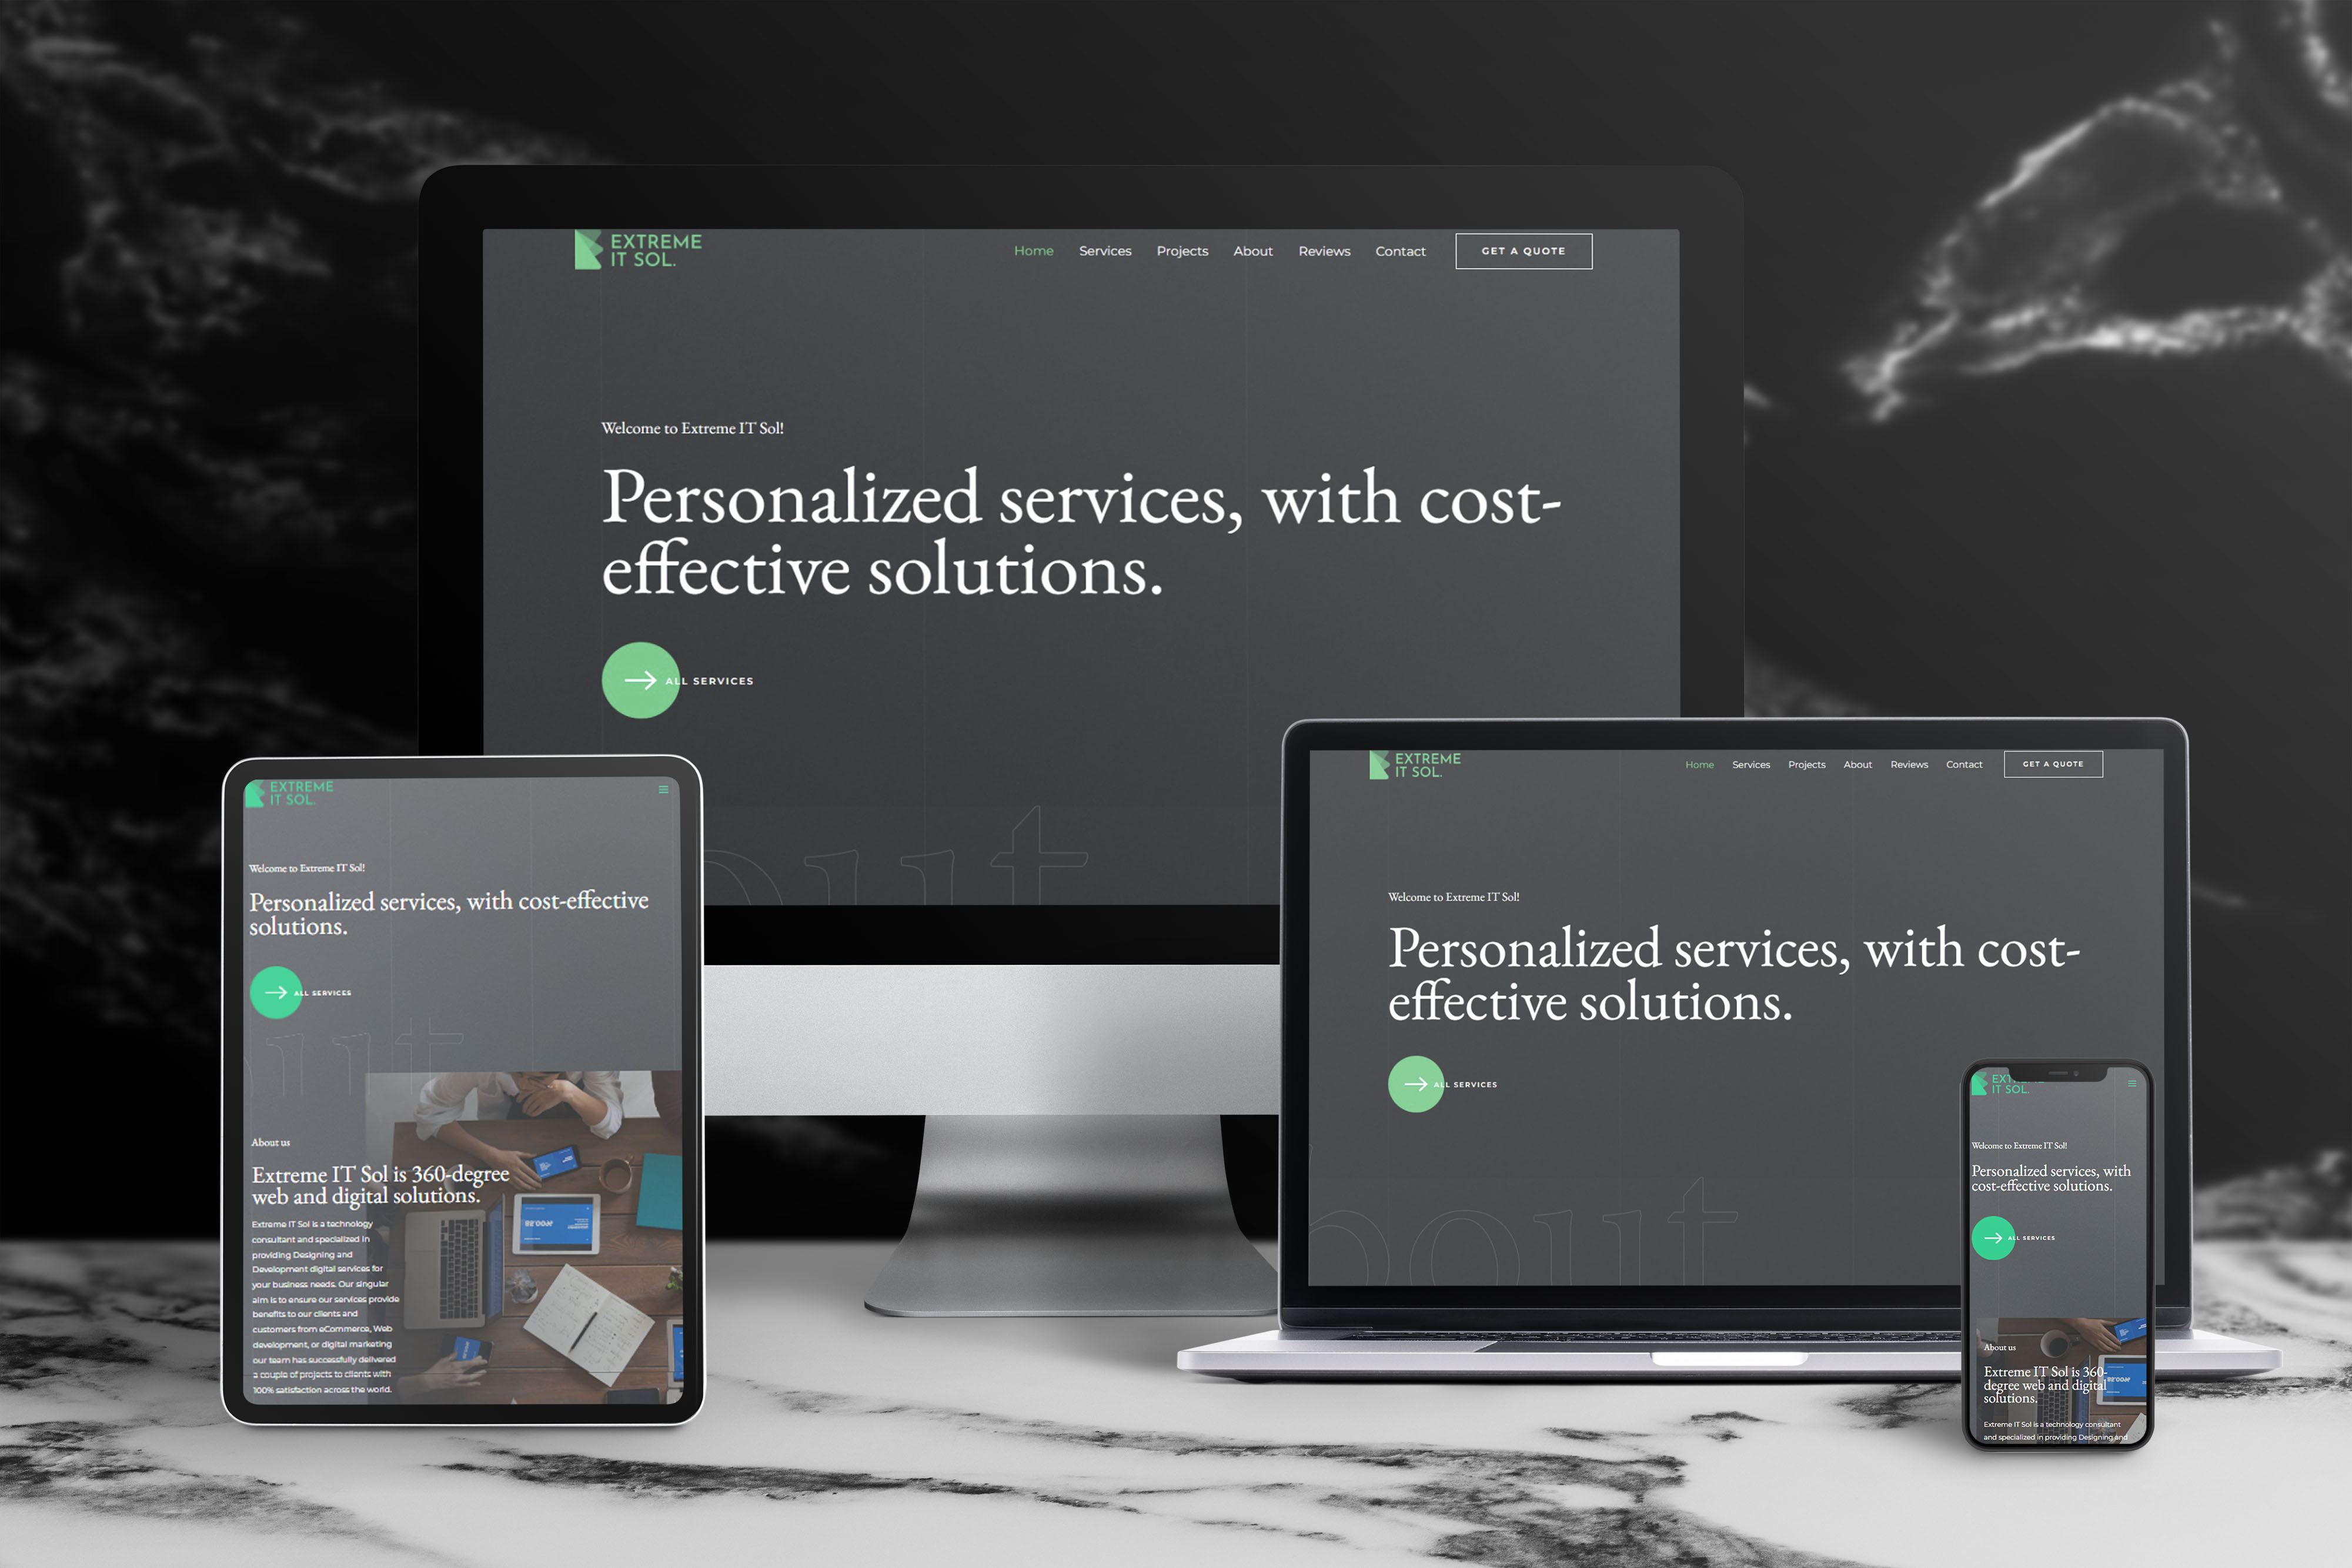 EXTREME
IT SOL.
Home Services Projects About Reviews Contact GET A QUOTE
Welcome to Extreme IT Sol!
Personalized services, with cost-
effective solutions.
ALL SERVICES
out
EXTREME
IT SOL.
Welcome to Extreme IT Sol!
Personalized services, with cost-effective
solutions.
ALL SERVICES
out
About us
Extreme IT Sol is 360-degree
web and digital solutions.
Extreme IT Sol is a technology
consultant and specialized in
providing Designing and
Development digital services for
your business needs. Our singular
aim is to ensure our services provide
benefits to our clients and
customers from eCommerce, Web
development, or digital marketing
our team has successfully delivered
a couple of projects to clients with
100% satisfaction across the world.
EXTREME
IT SOL.
Home Services Projects About Reviews Contact GET A QUOTE
Welcome to Extreme IT Sol!
Personalized services, with cost-
effective solutions.
ALL SERVICES
bout
IT SOL.
Welcome to Extreme IT Sol!
Personalized services, with
cost-effective solutions.
ALL SERVICES
About us
Extreme IT Sol is 360-
degree web and digital
solutions.
Extreme IT Sol is a technology consultant
and specialized in providing Designing and